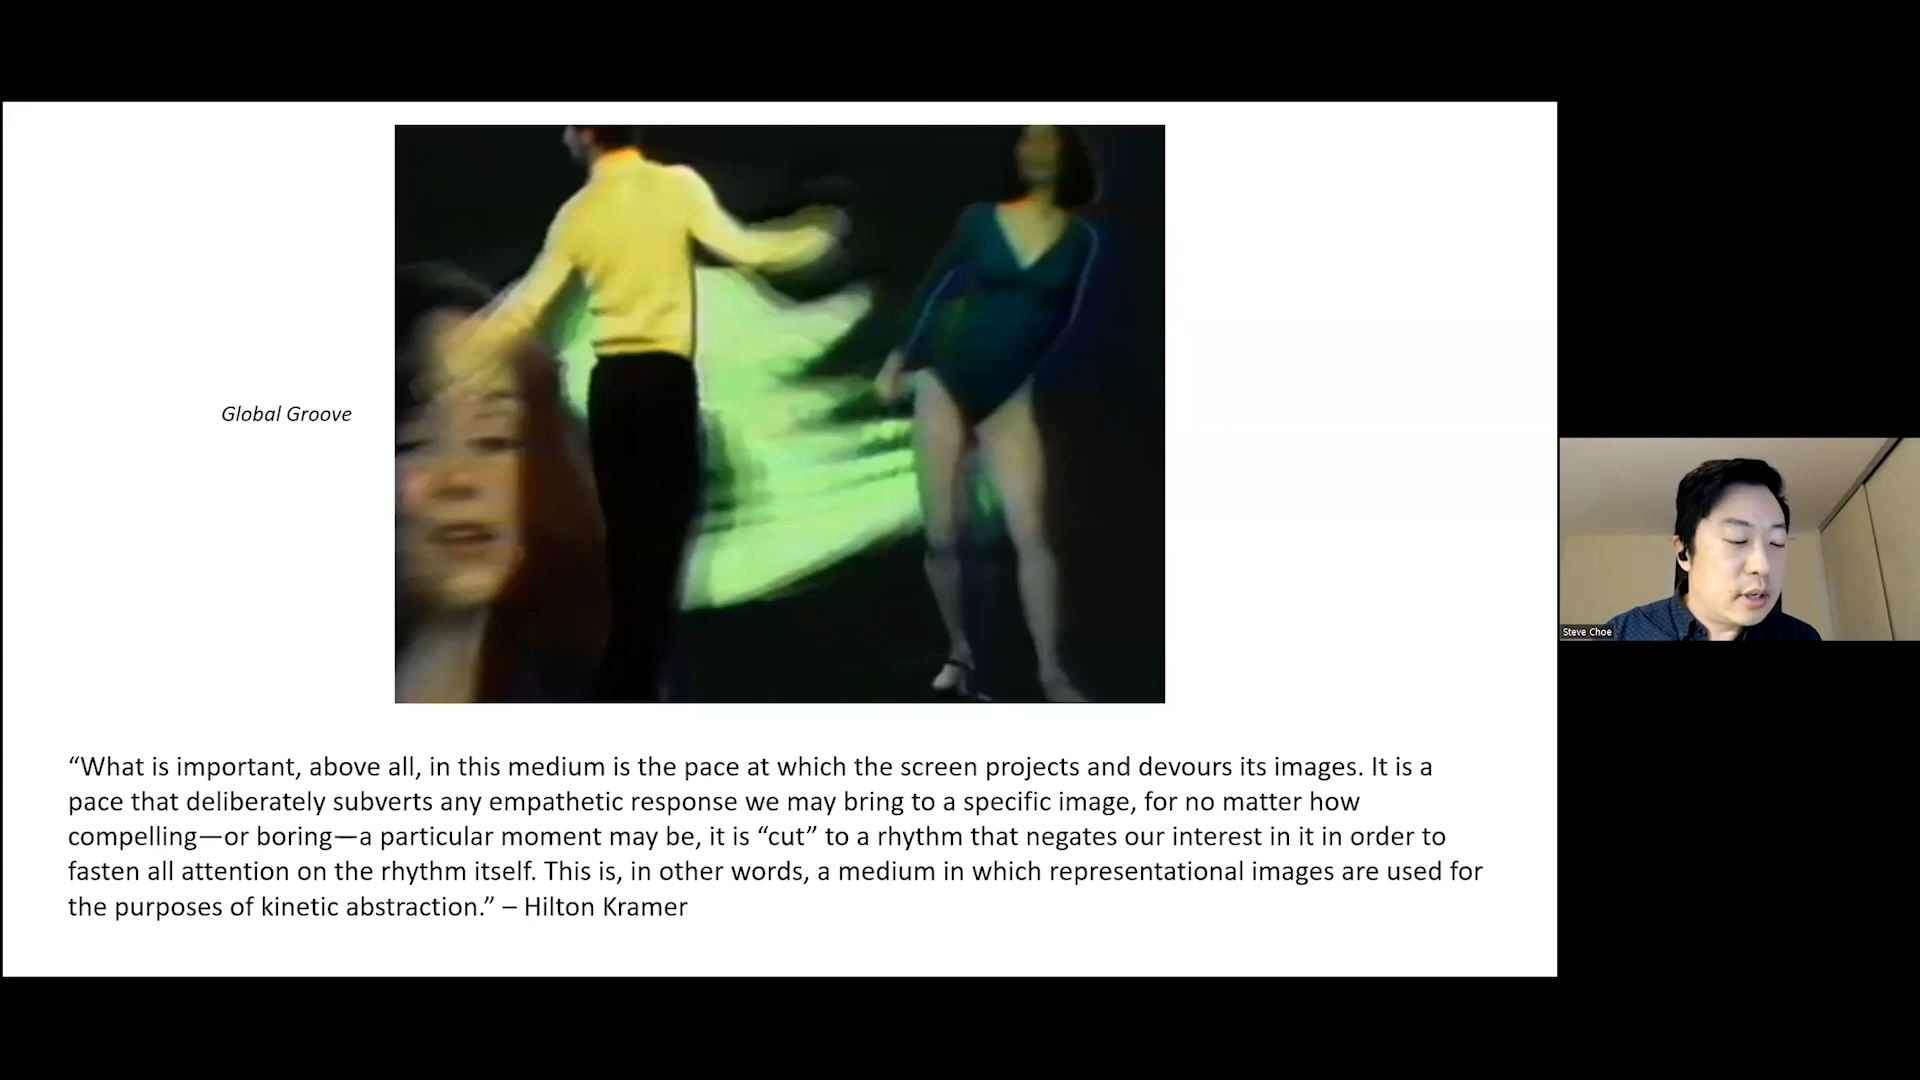 Global Groove
Steve Choe
“What is important, above all, in this medium is the pace at which the screen projects and devours its images. It is a
pace that deliberately subverts any empathetic response we may bring to a specific image, for no matter how
compelling—or boring—a particular moment may be, it is “cut” to a rhythm that negates our interest in it in order to
fasten all attention on the rhythm itself. This is, in other words, a medium in which representational images are used for
the purposes of kinetic abstraction.” – Hilton Kramer